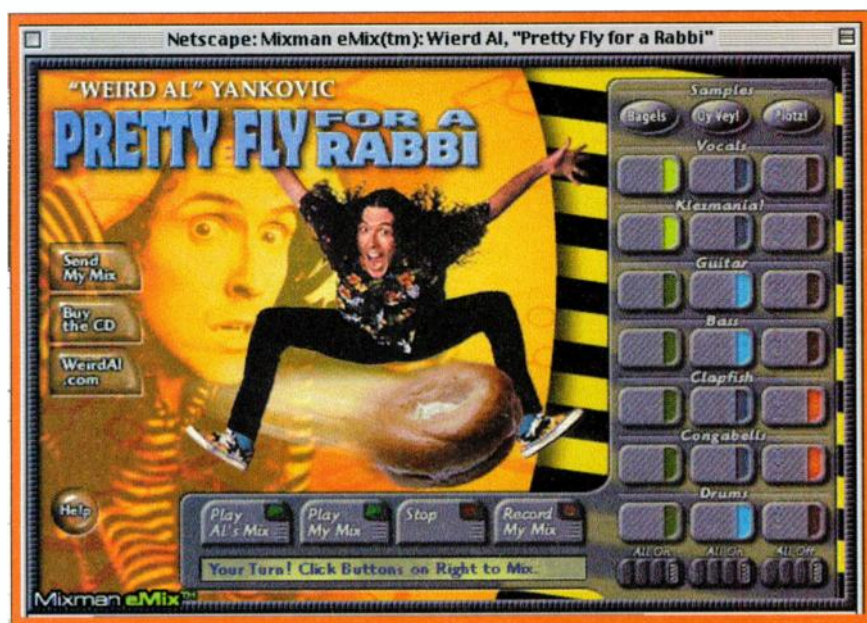 Netscape: Mixman eMix(tm): Wierd Al, "Pretty Fly for a Rabbi"
"WEIRD AL" YANKOVIC
PRETTY FLY FOR A
RABBI
Send
My Mix
Buy
the CD
WeirdAl
.com
Help
Play
Al's Mix
Play
My Mix
Stop
Record
My Mix
Your Turn! Click Buttons on Right to Mix.
Mixman eMix™
Samples
Bagels
Oy Vey!
Plotz!
Vocals
Klezmania!
Guitar
Bass
Clapfish
Congabells
Drums
All On
All On
All Off